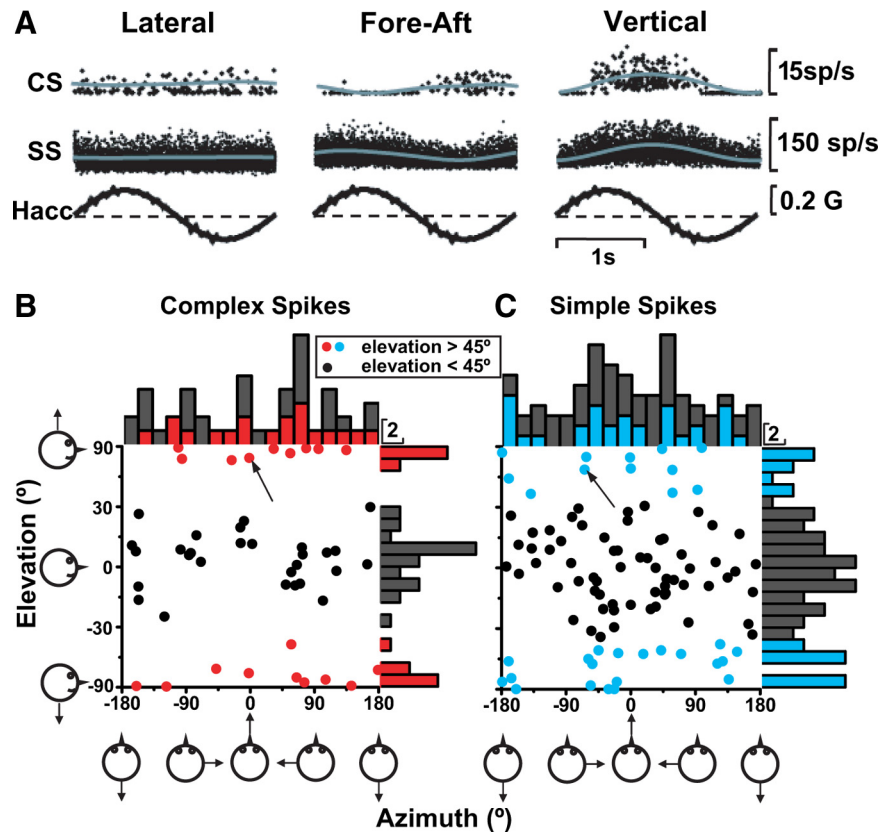 A
Lateral Fore-Aft Vertical
CS 15sp/s
SS 150 sp/s
Hacc 0.2 G
1s
B Complex Spikes C Simple Spikes
elevation > 45º
elevation < 45º
2 2
Elevation (º)
90
30
0
-30
-90
-180 -90 0 90 180 -180 -90 0 90 180
Azimuth (º)